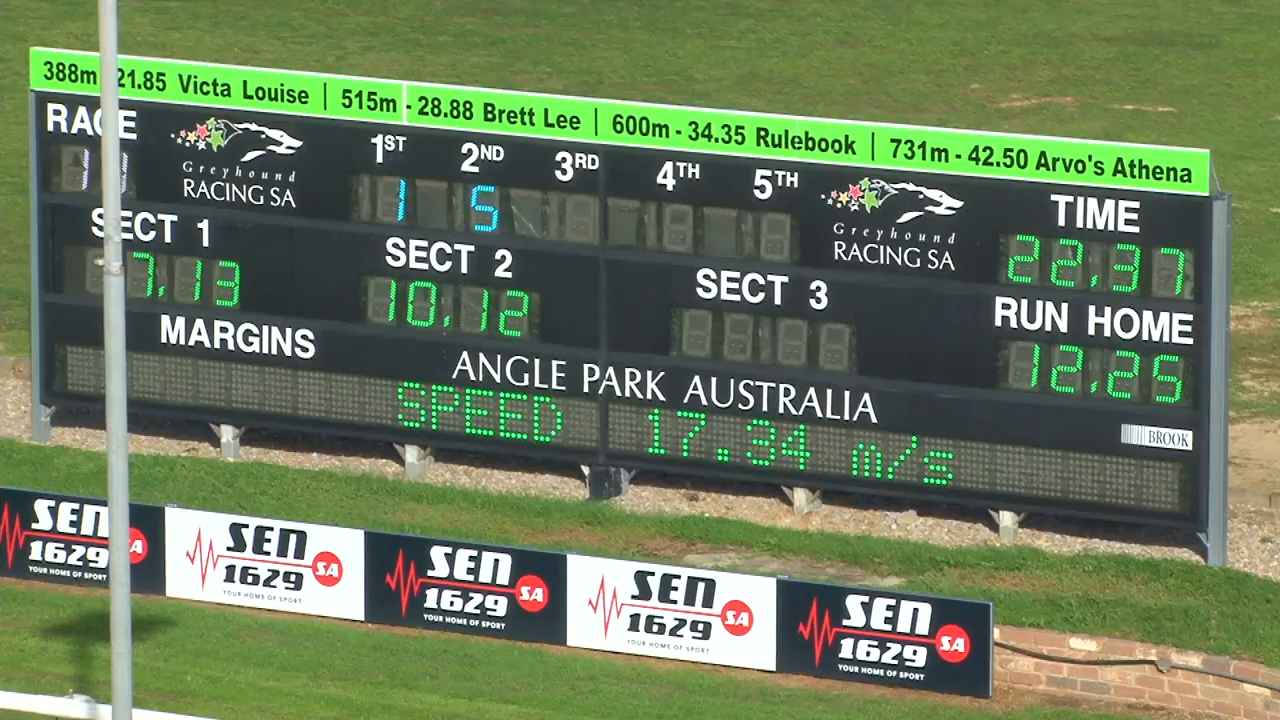 388m 21.85 Victa Louise | 515m - 28.88 Brett Lee | 600m - 34.35 Rulebook | 731m - 42.50 Arvo's Athena
RACE
Greyhound
RACING SA
1ST 2ND 3RD 4TH 5TH
1 5
Greyhound
RACING SA
TIME
22.37
SECT 1
7.13
SECT 2
10.12
SECT 3
RUN HOME
12.25
MARGINS
ANGLE PARK AUSTRALIA
SPEED 17.34 m/s
BROOK
SEN
1629 SA
YOUR HOME OF SPORT
SEN
1629 SA
YOUR HOME OF SPORT
SEN
1629 SA
YOUR HOME OF SPORT
SEN
1629 SA
YOUR HOME OF SPORT
SEN
1629 SA
YOUR HOME OF SPORT